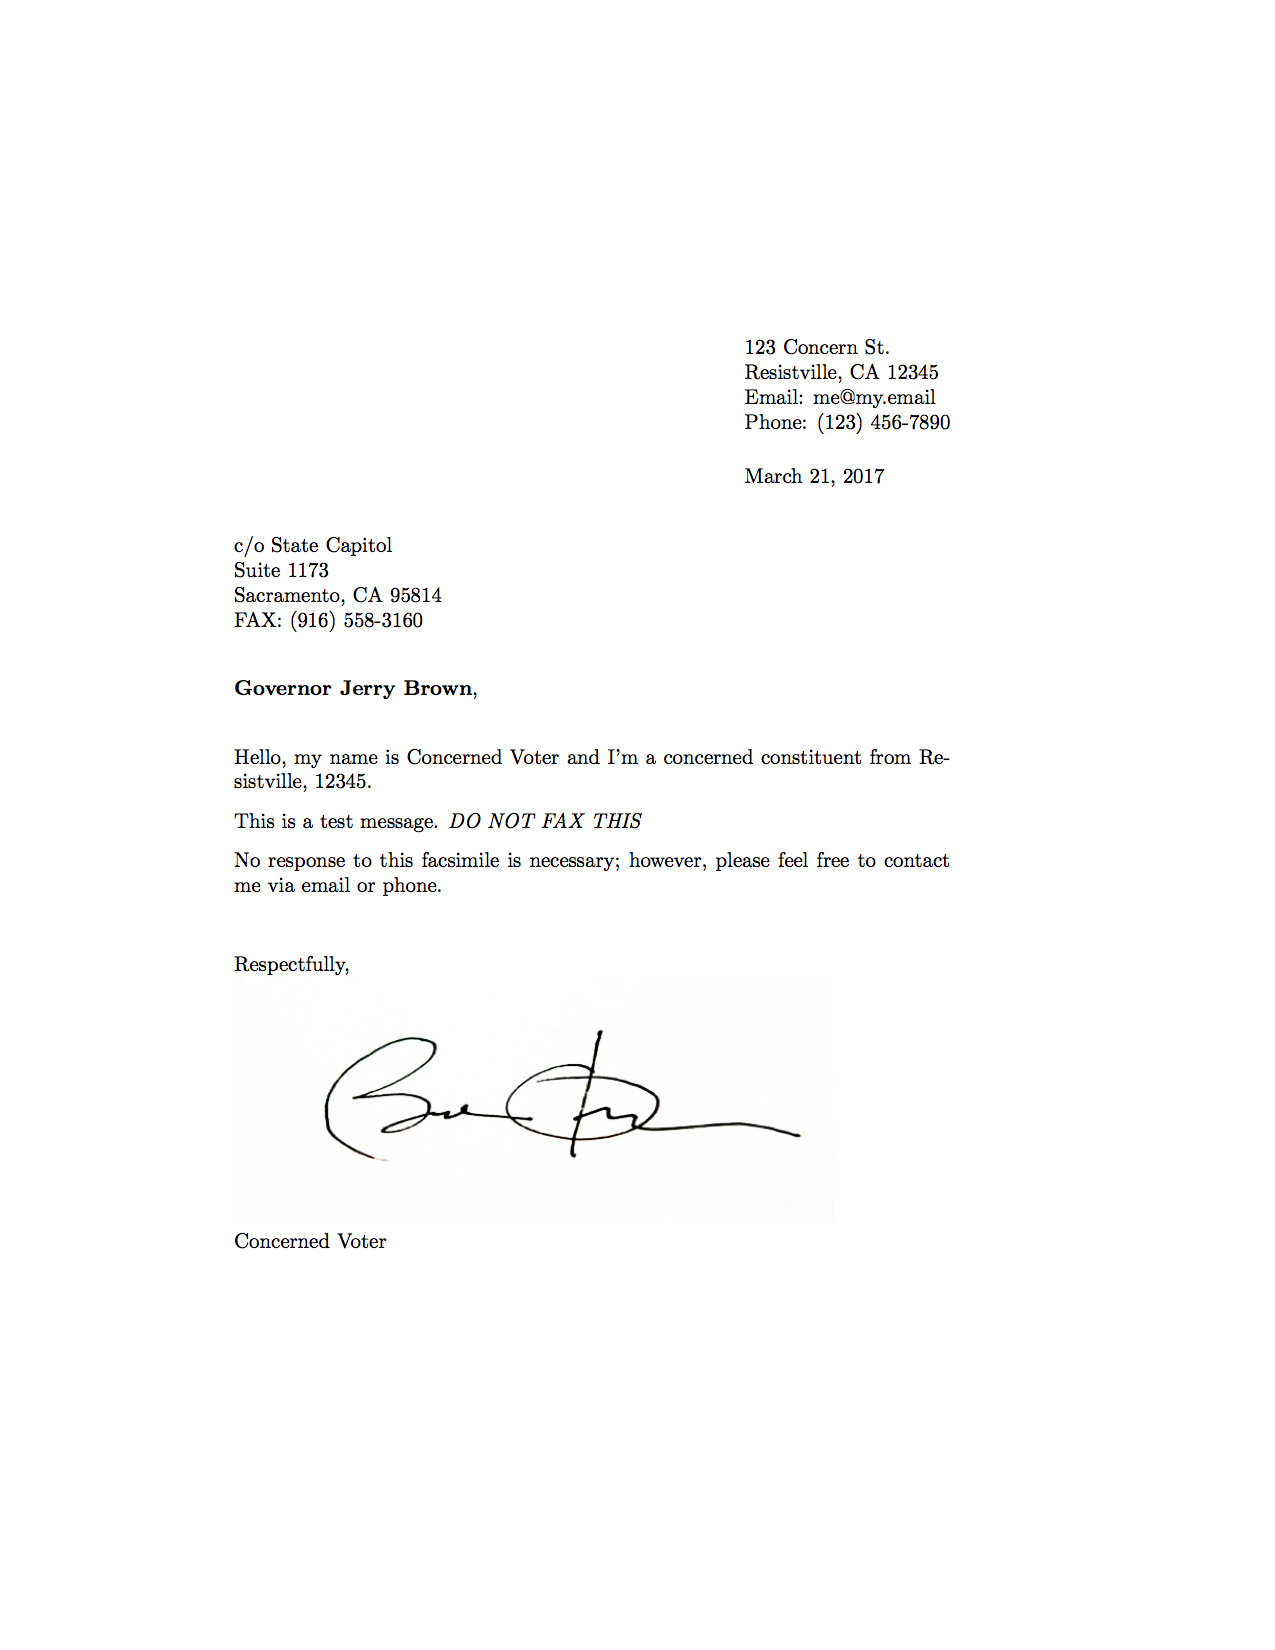 123 Concern St.
Resistville, CA 12345
Email: me@my.email
Phone: (123) 456-7890
March 21, 2017
c/o State Capitol
Suite 1173
Sacramento, CA 95814
FAX: (916) 558-3160
Governor Jerry Brown,
Hello, my name is Concerned Voter and I'm a concerned constituent from Re-
sistville, 12345.
This is a test message. DO NOT FAX THIS
No response to this facsimile is necessary; however, please feel free to contact
me via email or phone.
Respectfully,
Concerned Voter